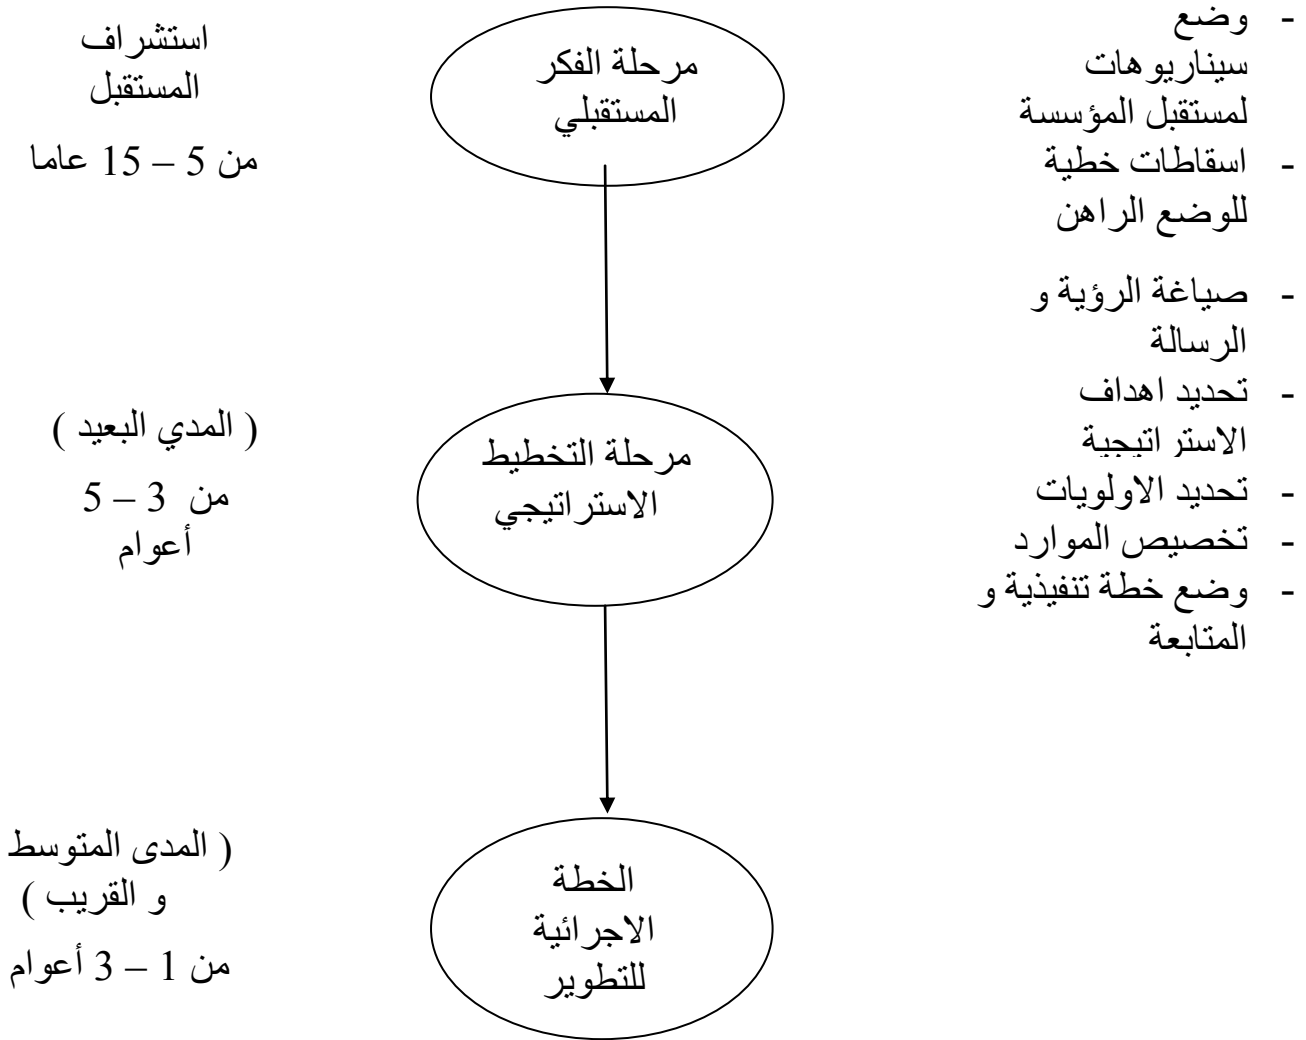 - وضع
سيناريوهات
لمستقبل المؤسسة
- اسقاطات خطية
للوضع الراهن
مرحلة الفكر
المستقبلي
استشراف
المستقبل
من 5 – 15 عاما
- صياغة الرؤية و
الرسالة
- تحديد اهداف
الاستراتيجية
- تحديد الاولويات
- تخصيص الموارد
- وضع خطة تنفيذية و
المتابعة
مرحلة التخطيط
الاستراتيجي
( المدي البعيد )
من 3 – 5
أعوام
الخطة
الاجرائية
للتطوير
( المدى المتوسط
و القريب )
من 1 – 3 أعوام